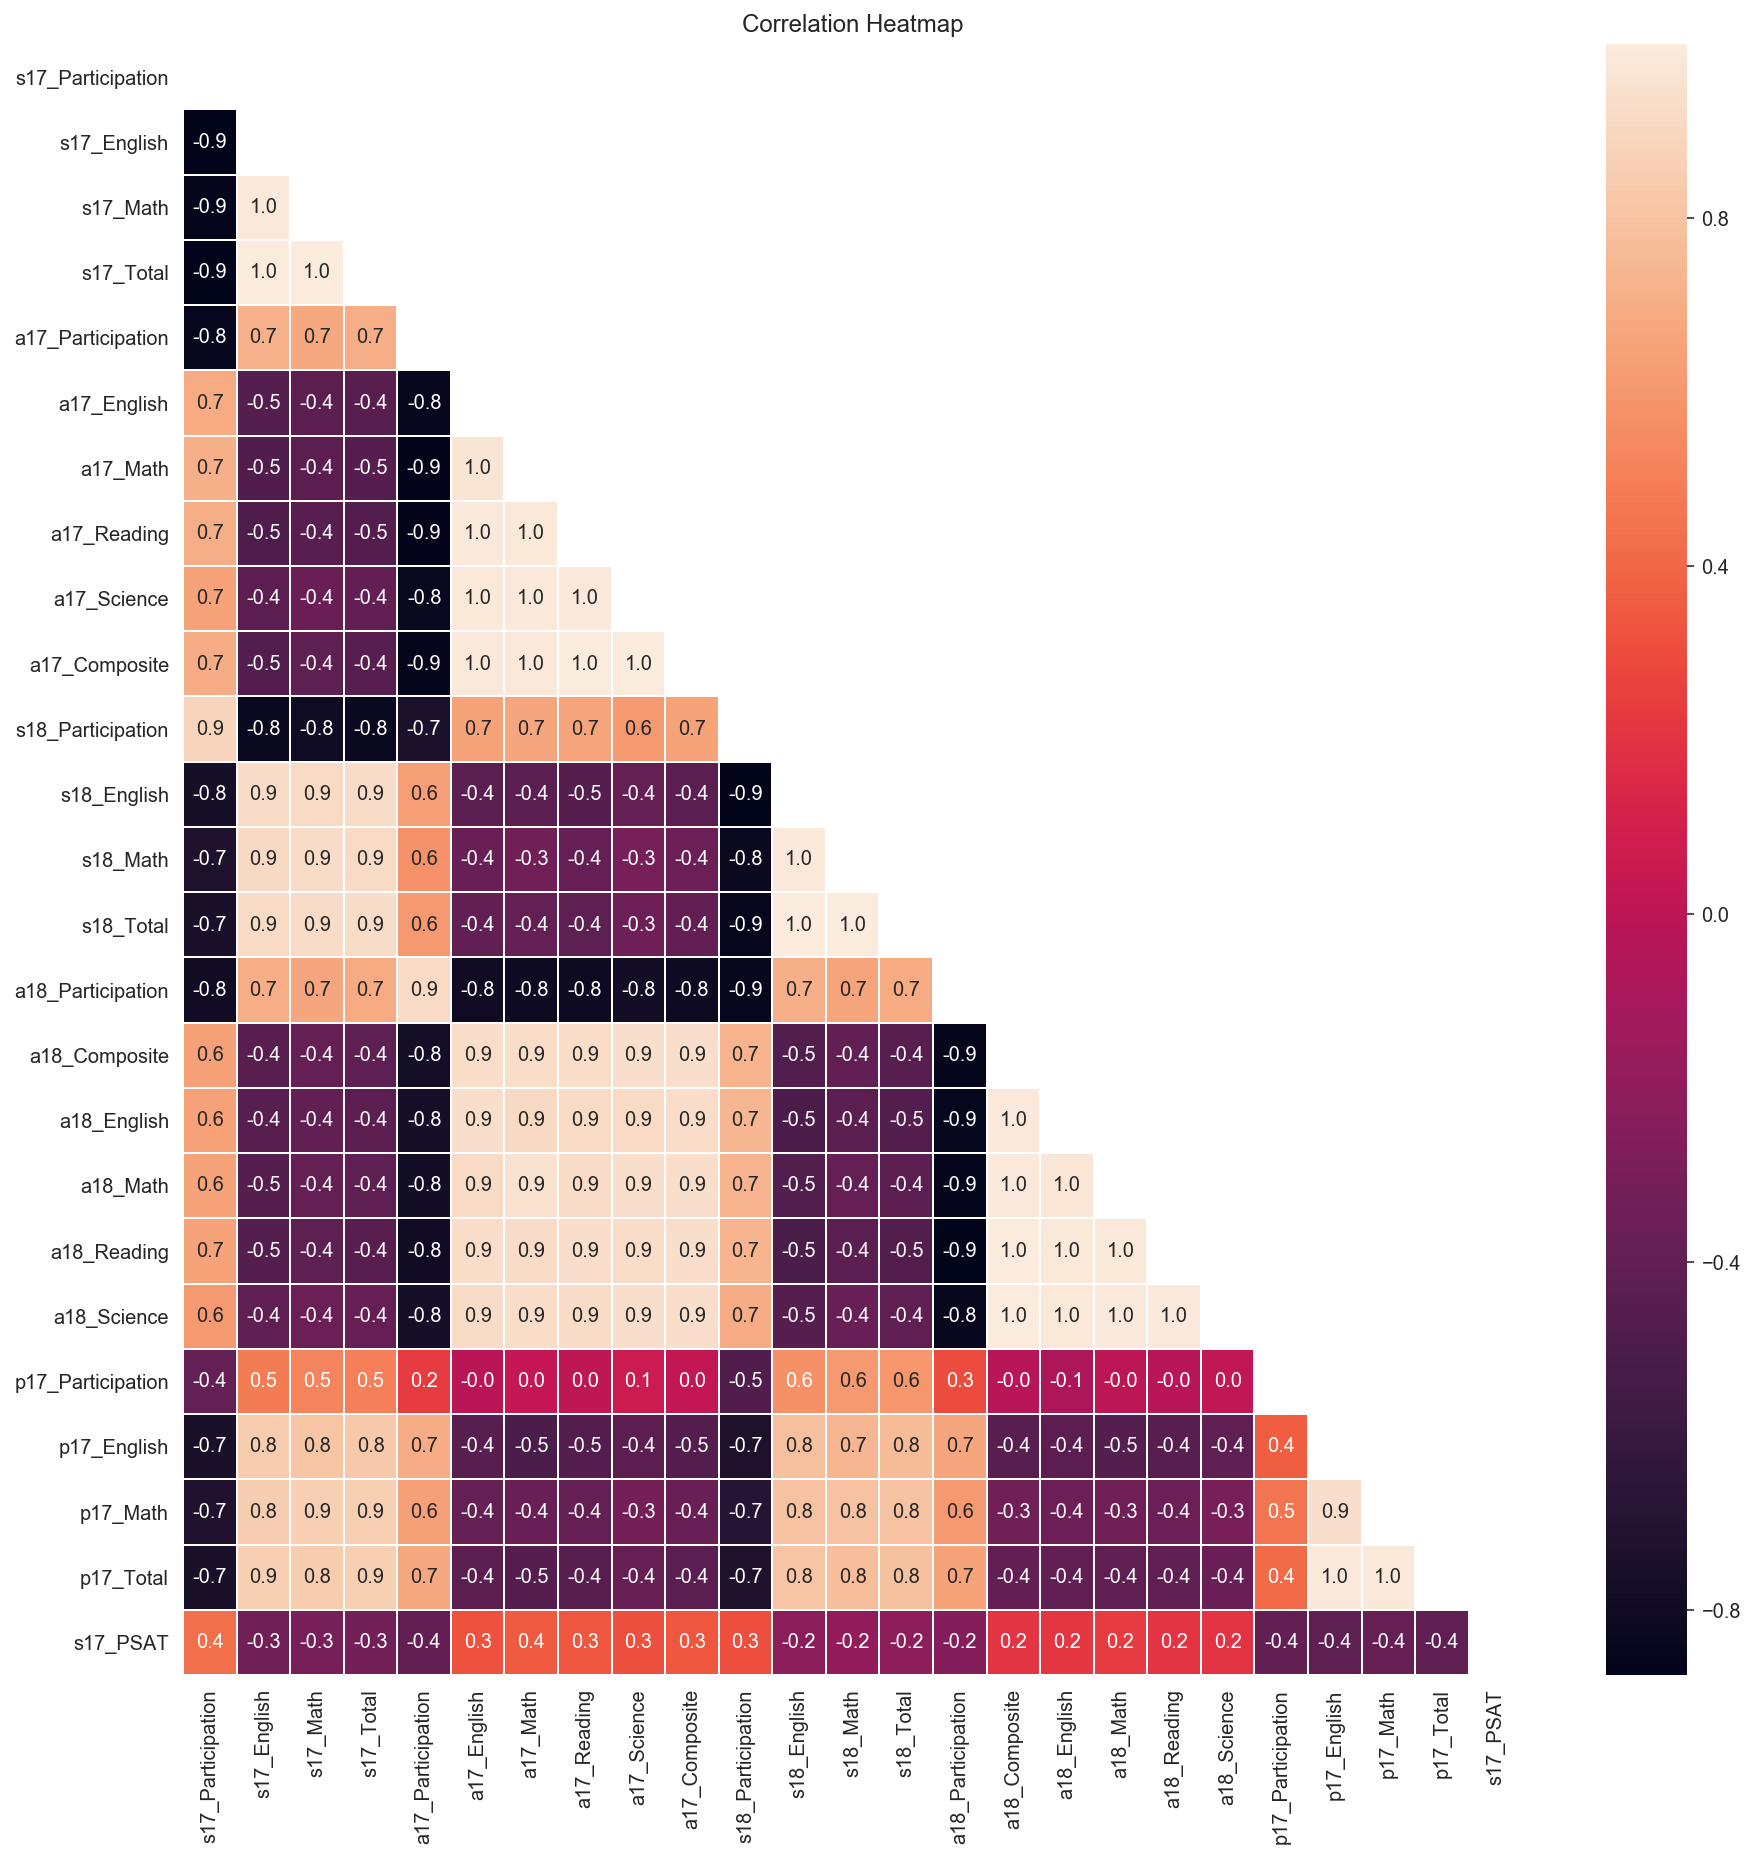 Correlation Heatmap
s17_Participation
s17_English -0.9
s17_Math -0.9 1.0
0.8
s17_Total -0.9 1.0 1.0
a17_Participation -0.8 0.7 0.7 0.7
a17_English 0.7 -0.5 -0.4 -0.4 -0.8
a17_Math 0.7 -0.5 -0.4 -0.5 -0.9 1.0
a17_Reading 0.7 -0.5 -0.4 -0.5 -0.9 1.0 1.0
0.4
a17_Science 0.7 -0.4 -0.4 -0.4 -0.8 1.0 1.0 1.0
a17_Composite 0.7 -0.5 -0.4 -0.4 -0.9 1.0 1.0 1.0 1.0
s18_Participation 0.9 -0.8 -0.8 -0.8 -0.7 0.7 0.7 0.7 0.6 0.7
s18_English -0.8 0.9 0.9 0.9 0.6 -0.4 -0.4 -0.5 -0.4 -0.4 -0.9
s18_Math -0.7 0.9 0.9 0.9 0.6 -0.4 -0.3 -0.4 -0.3 -0.4 -0.8 1.0
0.0
s18_Total -0.7 0.9 0.9 0.9 0.6 -0.4 -0.4 -0.4 -0.3 -0.4 -0.9 1.0 1.0
a18_Participation -0.8 0.7 0.7 0.7 0.9 -0.8 -0.8 -0.8 -0.8 -0.8 -0.9 0.7 0.7 0.7
a18_Composite 0.6 -0.4 -0.4 -0.4 -0.8 0.9 0.9 0.9 0.9 0.9 0.7 -0.5 -0.4 -0.4 -0.9
a18_English 0.6 -0.4 -0.4 -0.4 -0.8 0.9 0.9 0.9 0.9 0.9 0.7 -0.5 -0.4 -0.5 -0.9 1.0
a18_Math 0.6 -0.5 -0.4 -0.4 -0.8 0.9 0.9 0.9 0.9 0.9 0.7 -0.5 -0.4 -0.4 -0.9 1.0 1.0
a18_Reading 0.7 -0.5 -0.4 -0.4 -0.8 0.9 0.9 0.9 0.9 0.9 0.7 -0.5 -0.4 -0.5 -0.9 1.0 1.0 1.0
−0.4
a18_Science 0.6 -0.4 -0.4 -0.4 -0.8 0.9 0.9 0.9 0.9 0.9 0.7 -0.5 -0.4 -0.4 -0.8 1.0 1.0 1.0 1.0
p17_Participation -0.4 0.5 0.5 0.5 0.2 -0.0 0.0 0.0 0.1 0.0 -0.5 0.6 0.6 0.6 0.3 -0.0 -0.1 -0.0 -0.0 0.0
p17_English -0.7 0.8 0.8 0.8 0.7 -0.4 -0.5 -0.5 -0.4 -0.5 -0.7 0.8 0.7 0.8 0.7 -0.4 -0.4 -0.5 -0.4 -0.4 0.4
p17_Math -0.7 0.8 0.9 0.9 0.6 -0.4 -0.4 -0.4 -0.3 -0.4 -0.7 0.8 0.8 0.8 0.6 -0.3 -0.4 -0.3 -0.4 -0.3 0.5 0.9
p17_Total -0.7 0.9 0.8 0.9 0.7 -0.4 -0.5 -0.4 -0.4 -0.4 -0.7 0.8 0.8 0.8 0.7 -0.4 -0.4 -0.4 -0.4 -0.4 0.4 1.0 1.0
−0.8
s17_PSAT 0.4 -0.3 -0.3 -0.3 -0.4 0.3 0.4 0.3 0.3 0.3 0.3 -0.2 -0.2 -0.2 -0.2 0.2 0.2 0.2 0.2 0.2 -0.4 -0.4 -0.4 -0.4
s17_Participation
s17_English
s17_Math
s17_Total
a17_Participation
a17_English
a17_Math
a17_Reading
a17_Science
a17_Composite
s18_Participation
s18_English
s18_Math
s18_Total
a18_Participation
a18_Composite
a18_English
a18_Math
a18_Reading
a18_Science
p17_Participation
p17_English
p17_Math
p17_Total
s17_PSAT